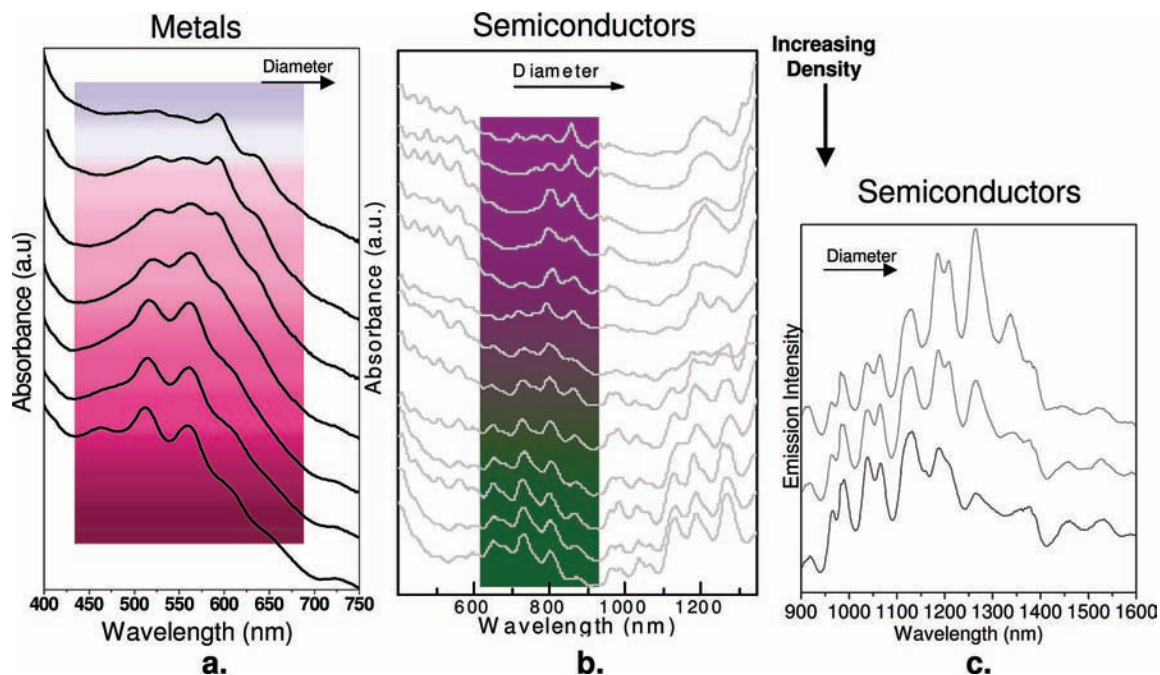 Metals
Diameter
Absorbance (a.u)
400 450 500 550 600 650 700 750
Wavelength (nm)
a.
Semiconductors
Diameter
Absorbance (a.u.)
600 800 1000 1200
Wavelength (nm)
b.
Increasing
Density
Semiconductors
Diameter
Emission Intensity
900 1000 1100 1200 1300 1400 1500 1600
Wavelength (nm)
c.